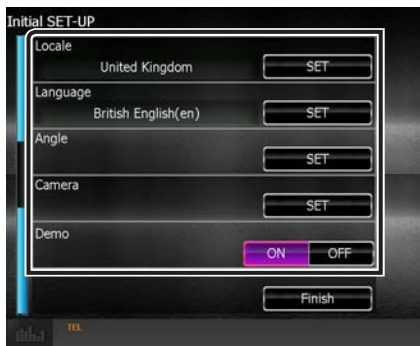 Initial SET-UP
Locale
United Kingdom SET
Language
British English(en) SET
Angle
SET
Camera
SET
Demo
ON OFF
Finish
TEL